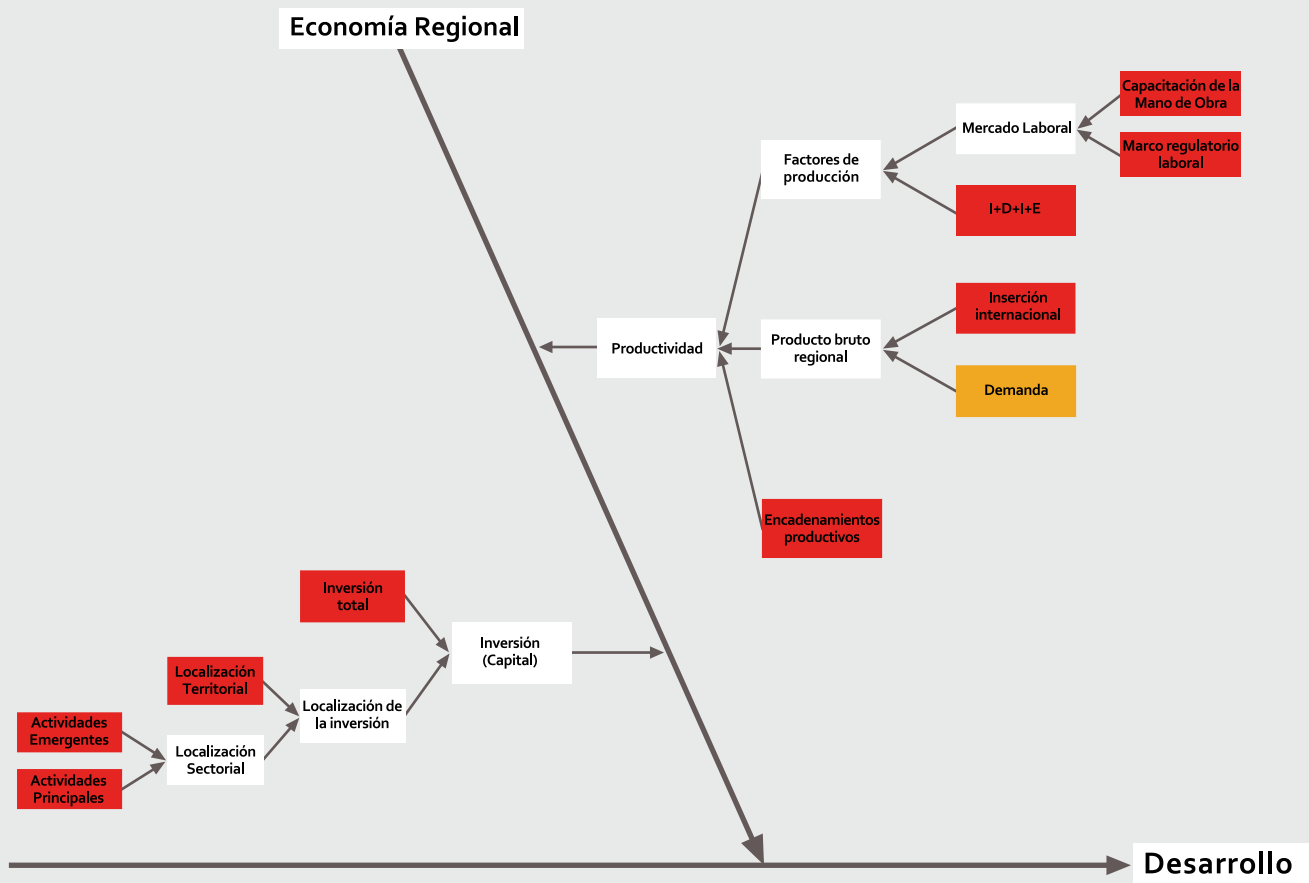 Economía Regional
Capacitación de la
Mano de Obra
Mercado Laboral
Marco regulatorio
laboral
Factores de
producción
I+D+I+E
Inserción
internacional
Productividad
Producto bruto
regional
Demanda
Encadenamientos
productivos
Inversión
total
Inversión
(Capital)
Localización
Territorial
Localización de
la inversión
Actividades
Emergentes
Localización
Sectorial
Actividades
Principales
Desarrollo